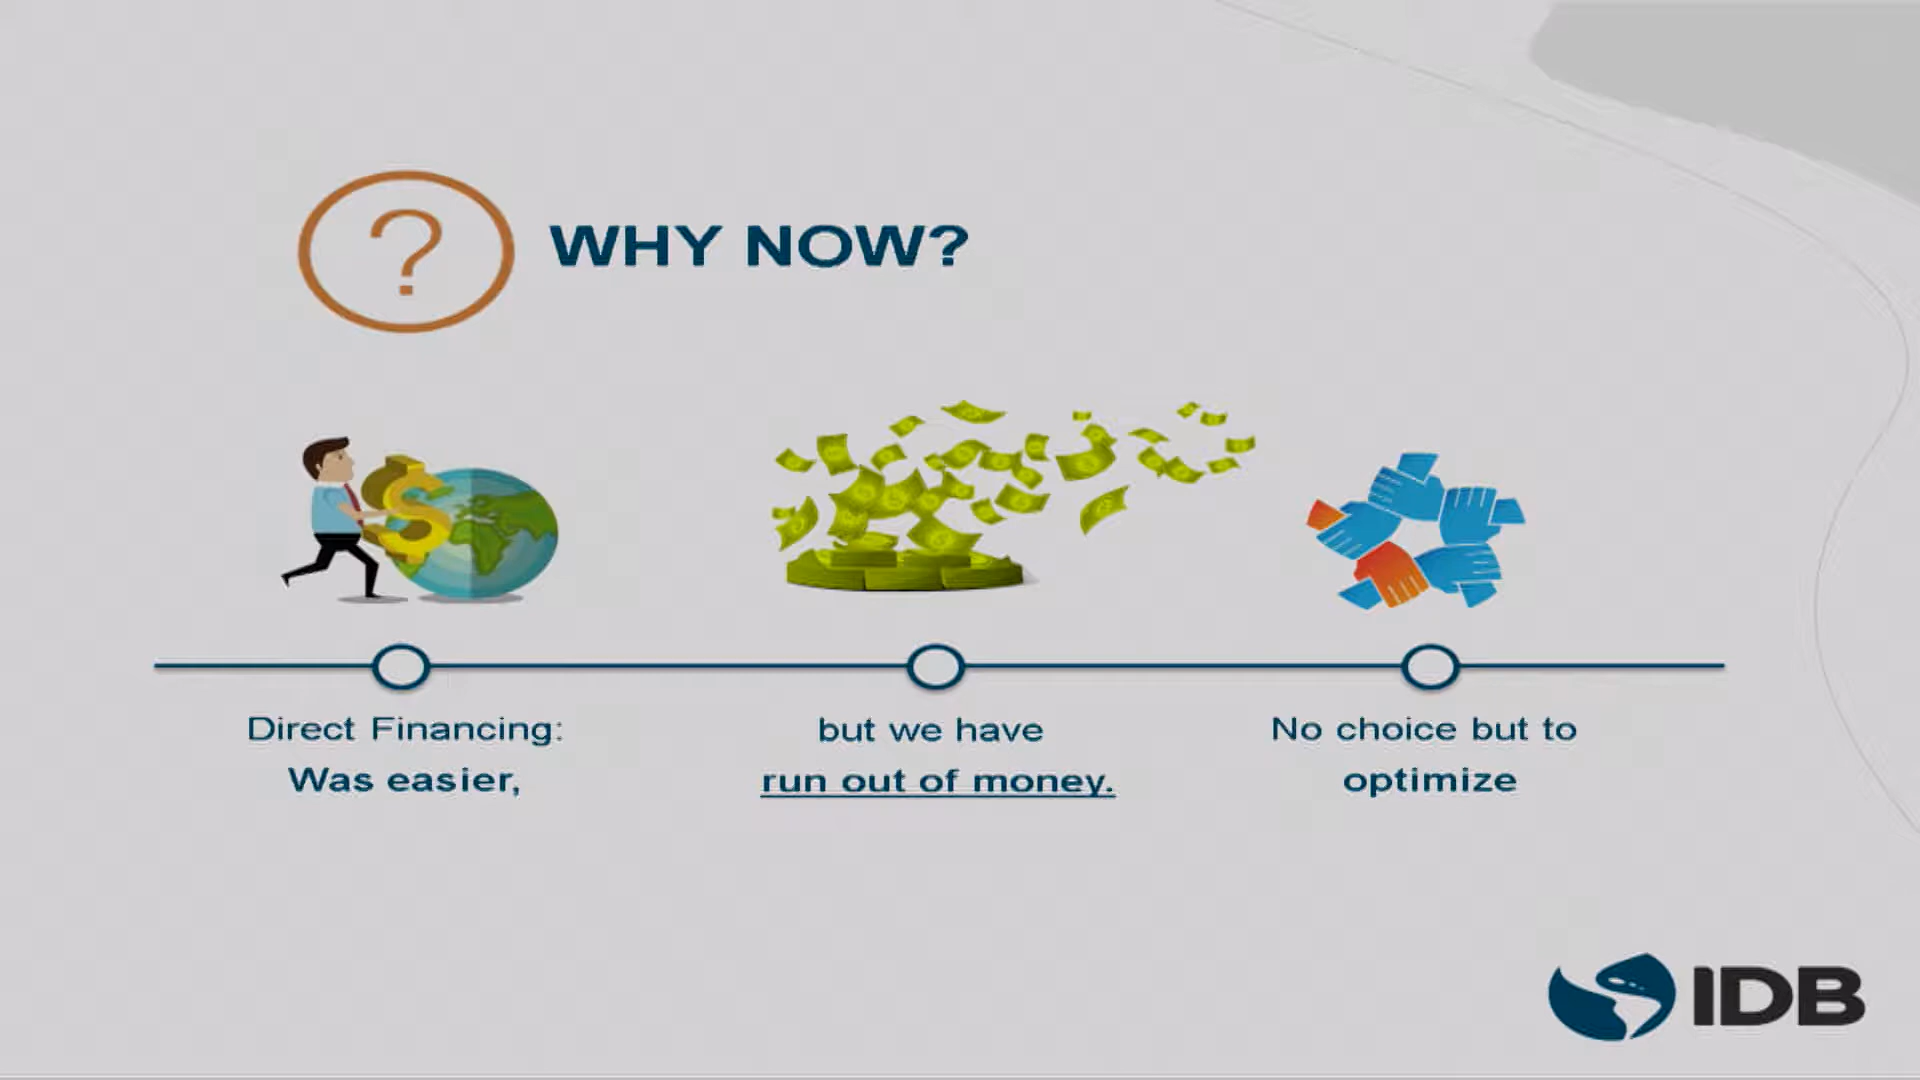 ?
WHY NOW?
Direct Financing:
Was easier,
but we have
run out of money.
No choice but to
optimize
IDB